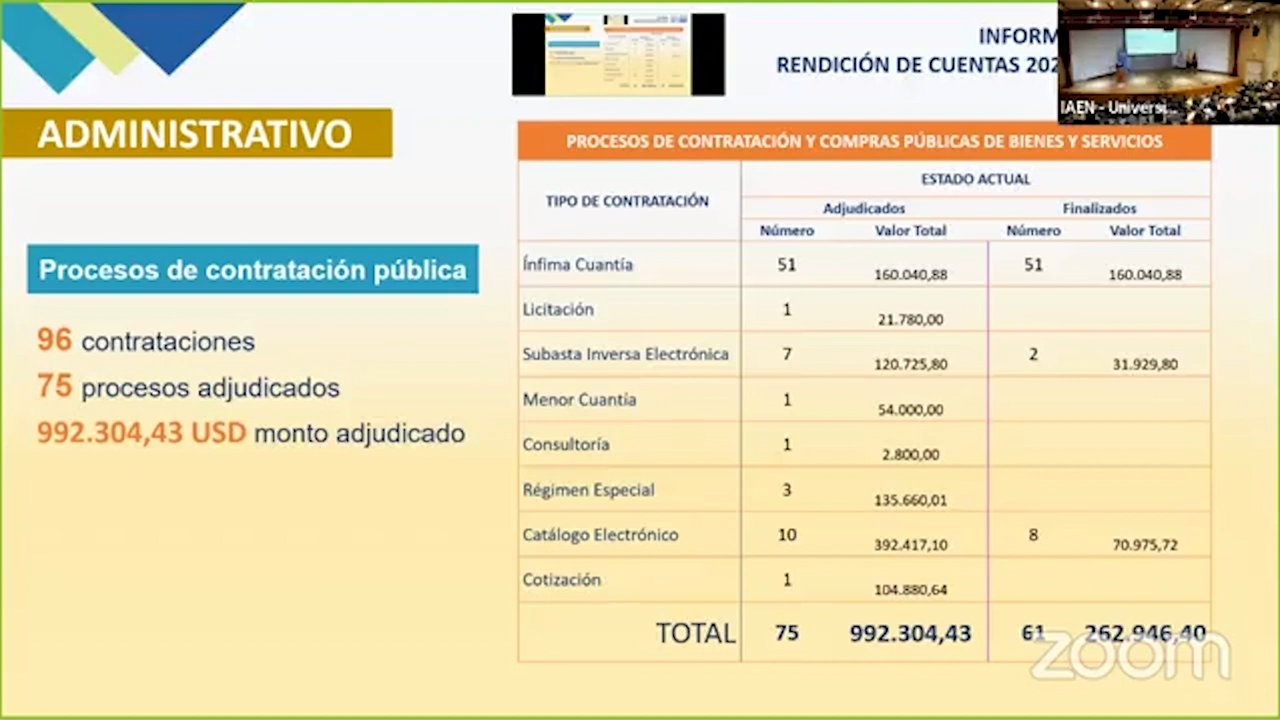 INFORM
RENDICIÓN DE CUENTAS 202
IAEN - Universi...
ADMINISTRATIVO
Procesos de contratación pública
96 contrataciones
75 procesos adjudicados
992.304,43 USD monto adjudicado
PROCESOS DE CONTRATACIÓN Y COMPRAS PÚBLICAS DE BIENES Y SERVICIOS
TIPO DE CONTRATACIÓN
ESTADO ACTUAL
Adjudicados Finalizados
Número Valor Total Número Valor Total
Ínfima Cuantía 51 160.040,88 51 160.040,88
Licitación 1 21.780,00
Subasta Inversa Electrónica 7 120.725,80 2 31.929,80
Menor Cuantía 1 54.000,00
Consultoría 1 2.800,00
Régimen Especial 3 135.660,01
Catálogo Electrónico 10 392.417,10 8 70.975,72
Cotización 1 104.880,64
TOTAL 75 992.304,43 61 262.946,40
zoom